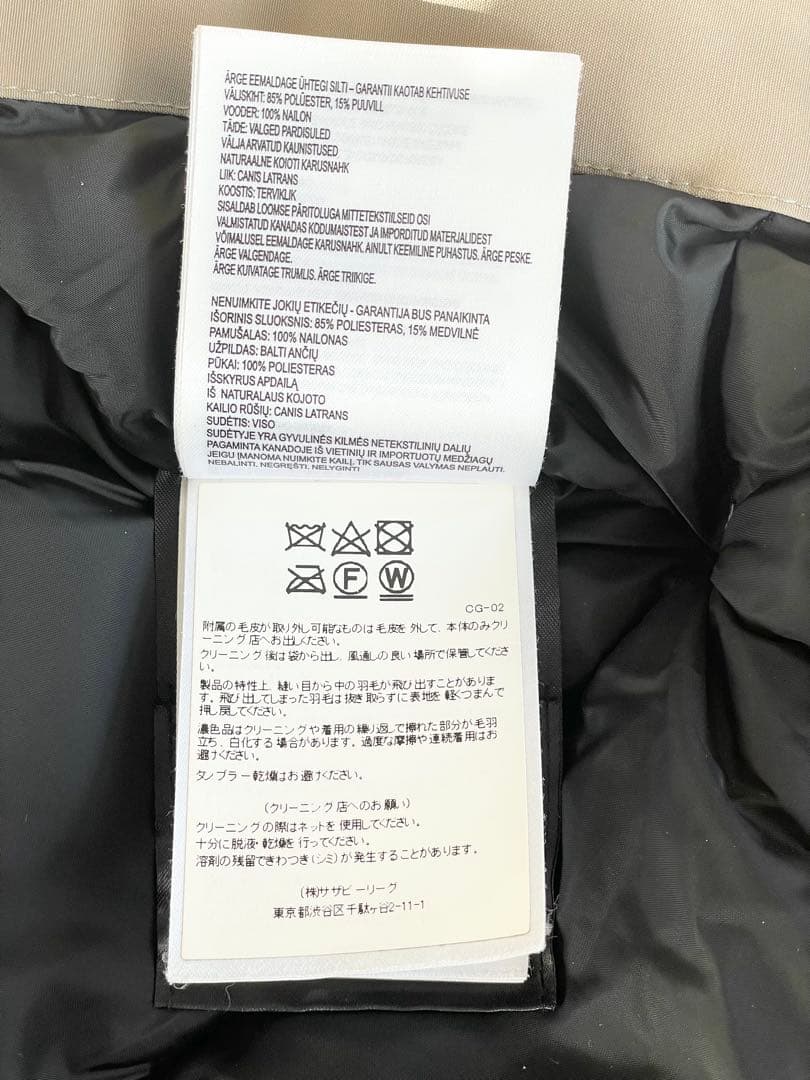 ÄRGE EEMALDAGE ÜHTEGI SILTI – GARANTII KAOTAB KEHTIVUSE
VÄLISKIHT: 85% POLÜESTER, 15% PUUVILL
VOODER: 100% NAILON
TÄIDE: VALGED PARDISULED
VÄLJA ARVATUD KAUNISTUSED
NATURAALNE KOIOTI KARUSNAHK
LIIK: CANIS LATRANS
KOOSTIS: TERVIKLIK
SISALDAB LOOMSE PÄRITOLUGA MITTETEKSTIILSEID OSI
VALMISTATUD KANADAS KODUMAISTEST JA IMPORDITUD MATERJALIDEST
VÕIMALUSEL EEMALDAGE KARUSNAHK. AINULT KEEMILINE PUHASTUS. ÄRGE PESKE.
ÄRGE VALGENDAGE.
ÄRGE KUIVATAGE TRUMLIS. ÄRGE TRIIKIGE.
NENUIMKITE JOKIŲ ETIKEČIŲ - GARANTIJA BUS PANAIKINTA
IŠORINIS SLUOKSNIS: 85% POLIESTERAS, 15% MEDVILNĖ
PAMUŠALAS: 100% NAILONAS
UŽPILDAS: BALTI ANČIŲ
PŪKAI: 100% POLIESTERAS
IŠSKYRUS APDAILĄ
IŠ NATURALAUS KOJOTO
KAILIO RŪŠIŲ: CANIS LATRANS
SUDĖTIS: VISO
SUDĖTYJE YRA GYVULINĖS KILMĖS NETEKSTILINIŲ DALIŲ
PAGAMINTA KANADOJE IŠ VIETINIŲ IR IMPORTUOTŲ MEDŽIAGŲ
JEIGU ĮMANOMA NUIMKITE KAILĮ. TIK SAUSAS VALYMAS NEPLAUTI.
NEBALINTI. NEGRĘŠTI. NELYGINTI
F W
CG-02
附属の毛皮が取り外し可能なものは毛皮を外して、本体のみクリ
ーニング店へお出しください。
クリーニング後は袋から出し、風通しの良い場所で保管してくださ
い。
製品の特性上、縫い目から中の羽毛が飛び出すことがありま
す。飛び出してしまった羽毛は抜き取らずに表地を軽くつまんで
押し戻してください。
濃色品はクリーニングや着用の繰り返しで擦れた部分が毛羽
立ち、白化する場合があります。過度な摩擦や連続着用はお
避けください。
タンブラー乾燥はお避けください。
(クリーニング店へのお願い)
クリーニングの際はネットを使用してください。
十分に脱液・乾燥を行ってください。
溶剤の残留できわつき(シミ)が発生することがあります。
(株)サザビーリーグ
東京都渋谷区千駄ヶ谷2-11-1